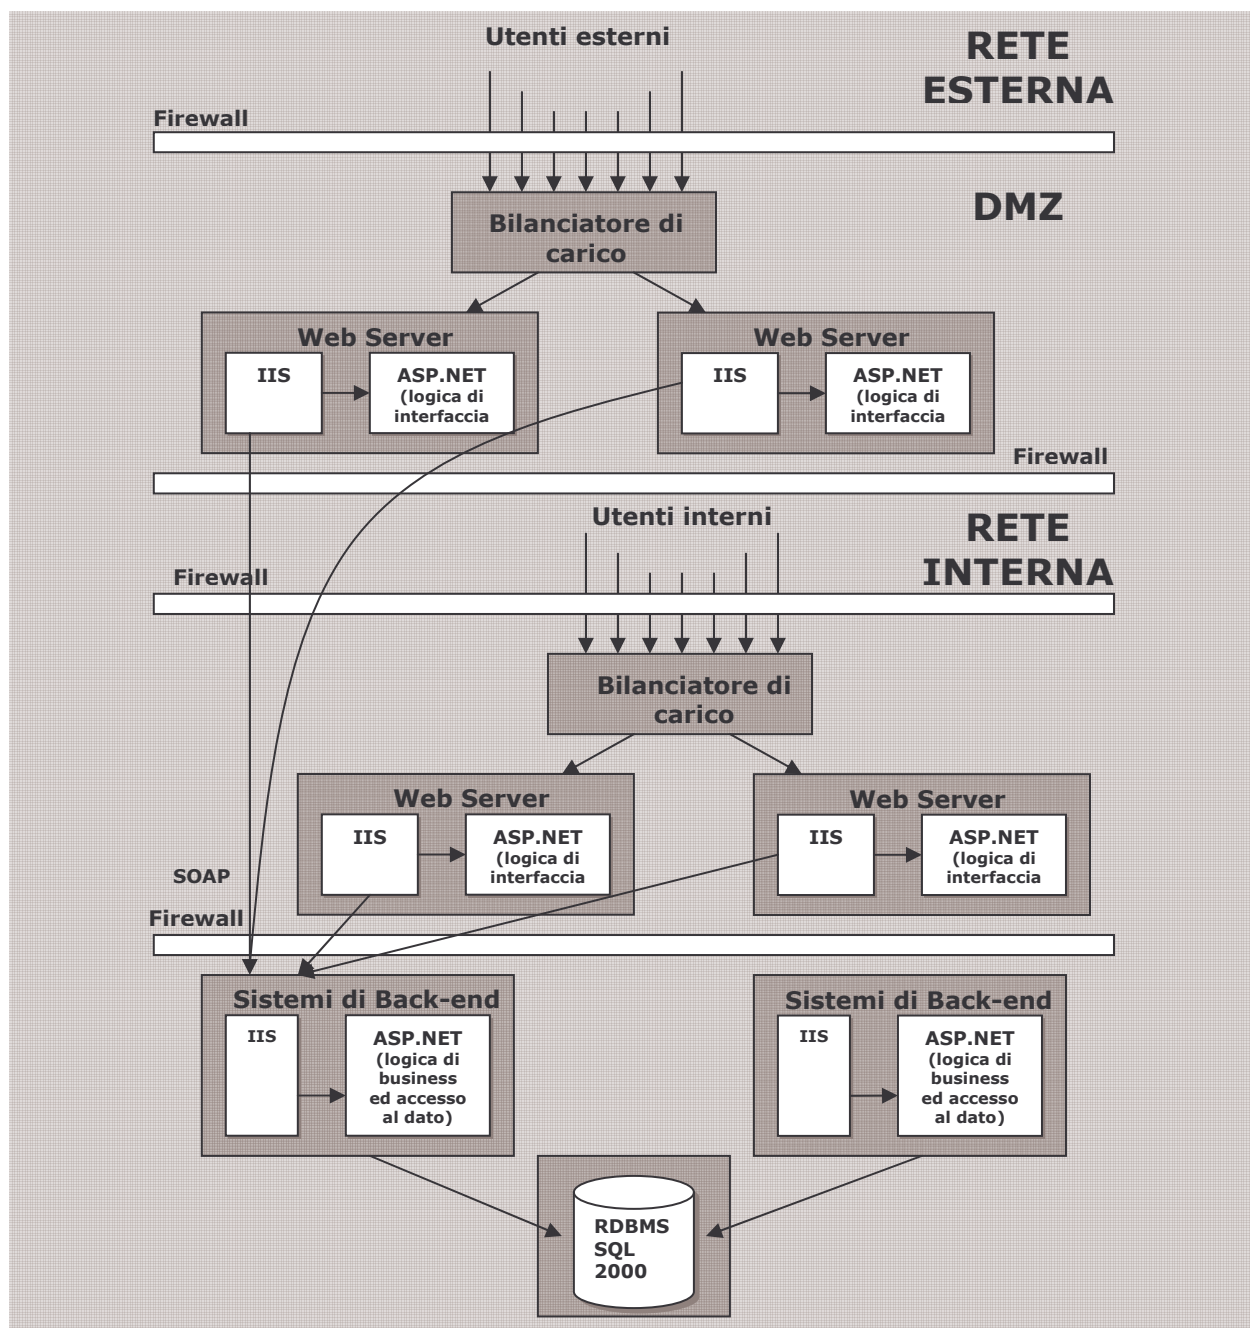 Utenti esterni
RETE
ESTERNA
Firewall
DMZ
Bilanciatore di
carico
Web Server
IIS
ASP.NET
(logica di
interfaccia
Web Server
IIS
ASP.NET
(logica di
interfaccia
Firewall
Utenti interni
RETE
INTERNA
Firewall
Bilanciatore di
carico
Web Server
IIS
ASP.NET
(logica di
interfaccia
Web Server
IIS
ASP.NET
(logica di
interfaccia
SOAP
Firewall
Sistemi di Back-end
IIS
ASP.NET
(logica di
business
ed accesso
al dato)
Sistemi di Back-end
IIS
ASP.NET
(logica di
business
ed accesso
al dato)
RDBMS
SQL
2000